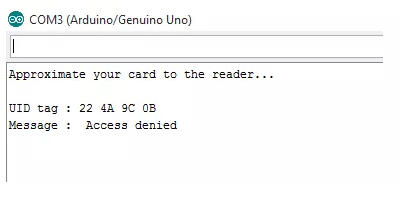 COM3 (Arduino/Genuino Uno)
Approximate your card to the reader...
UID tag : 22 4A 9C 0B
Message :  Access denied